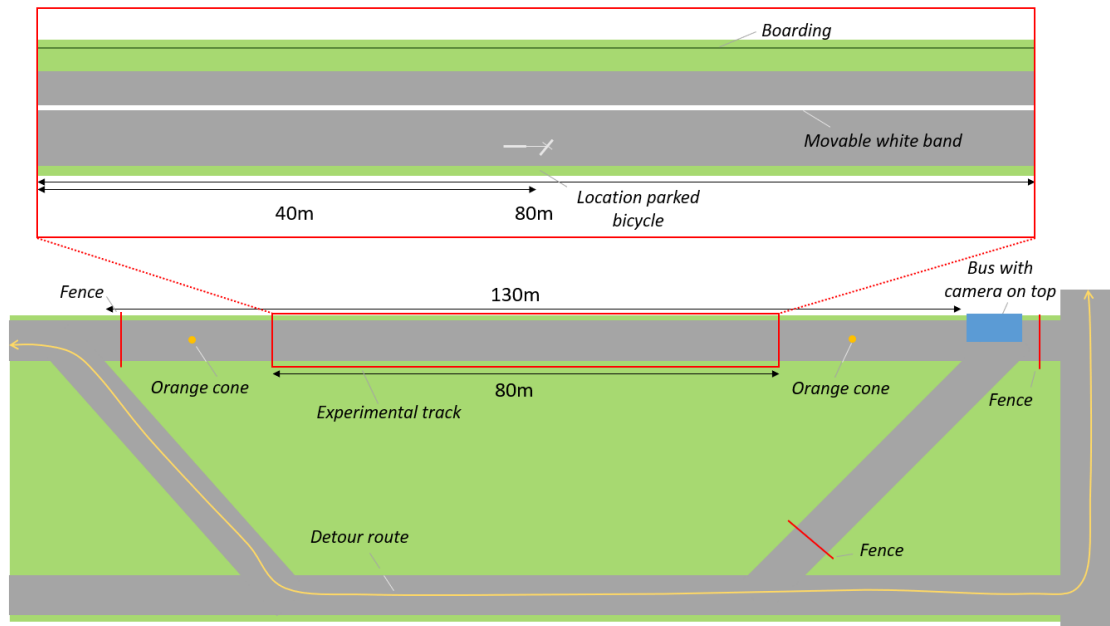 Boarding
Movable white band
Location parked
bicycle
40m
80m
Bus with
camera on top
Fence
130m
Orange cone
80m
Orange cone
Fence
Experimental track
Detour route
Fence